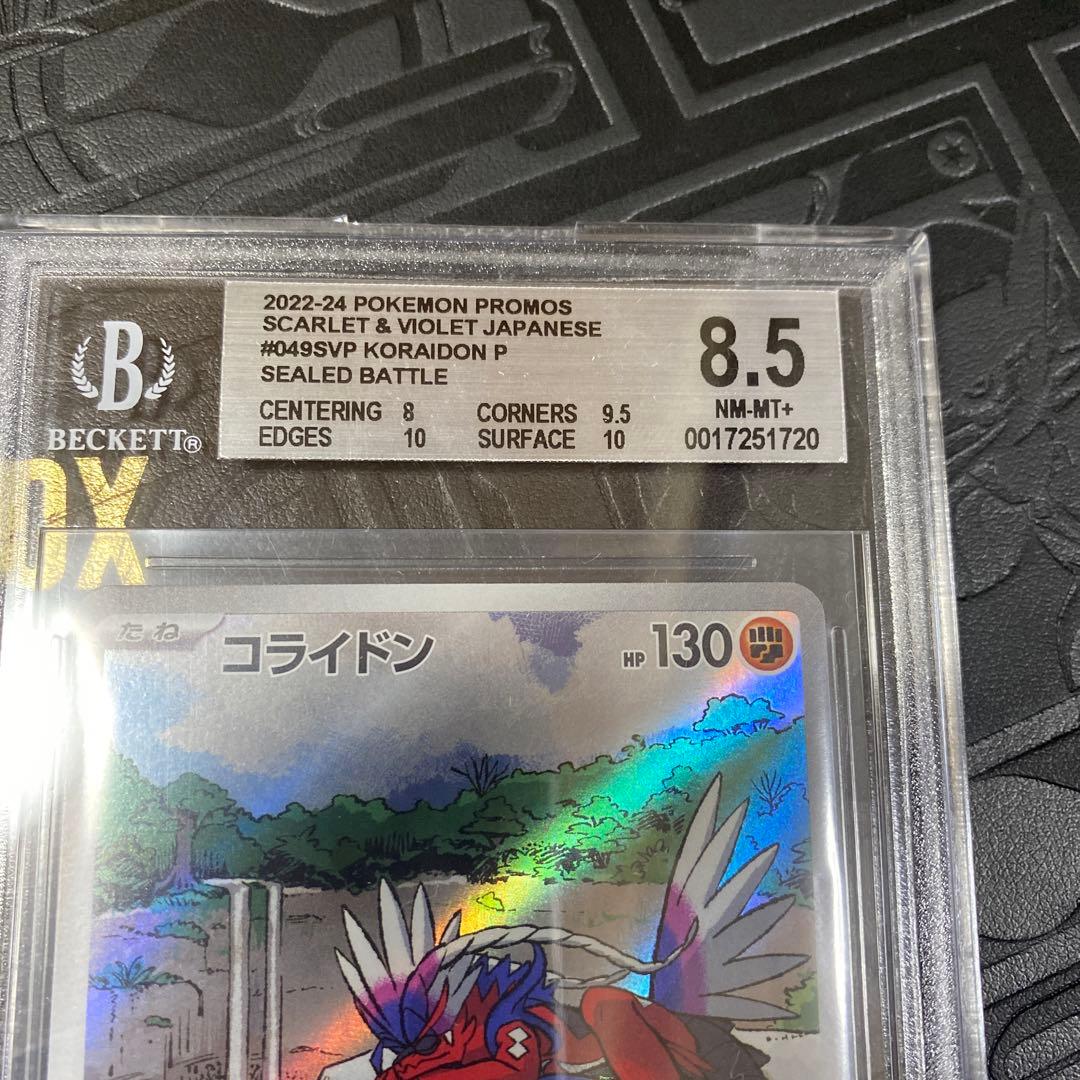 2022-24 POKEMON PROMOS
SCARLET & VIOLET JAPANESE
#049SVP KORAIDON P
SEALED BATTLE
8.5
NM-MT+
CENTERING 8 CORNERS 9.5
EDGES 10 SURFACE 10
0017251720
B
BECKETT®
OX
たね
コライドン
HP 130